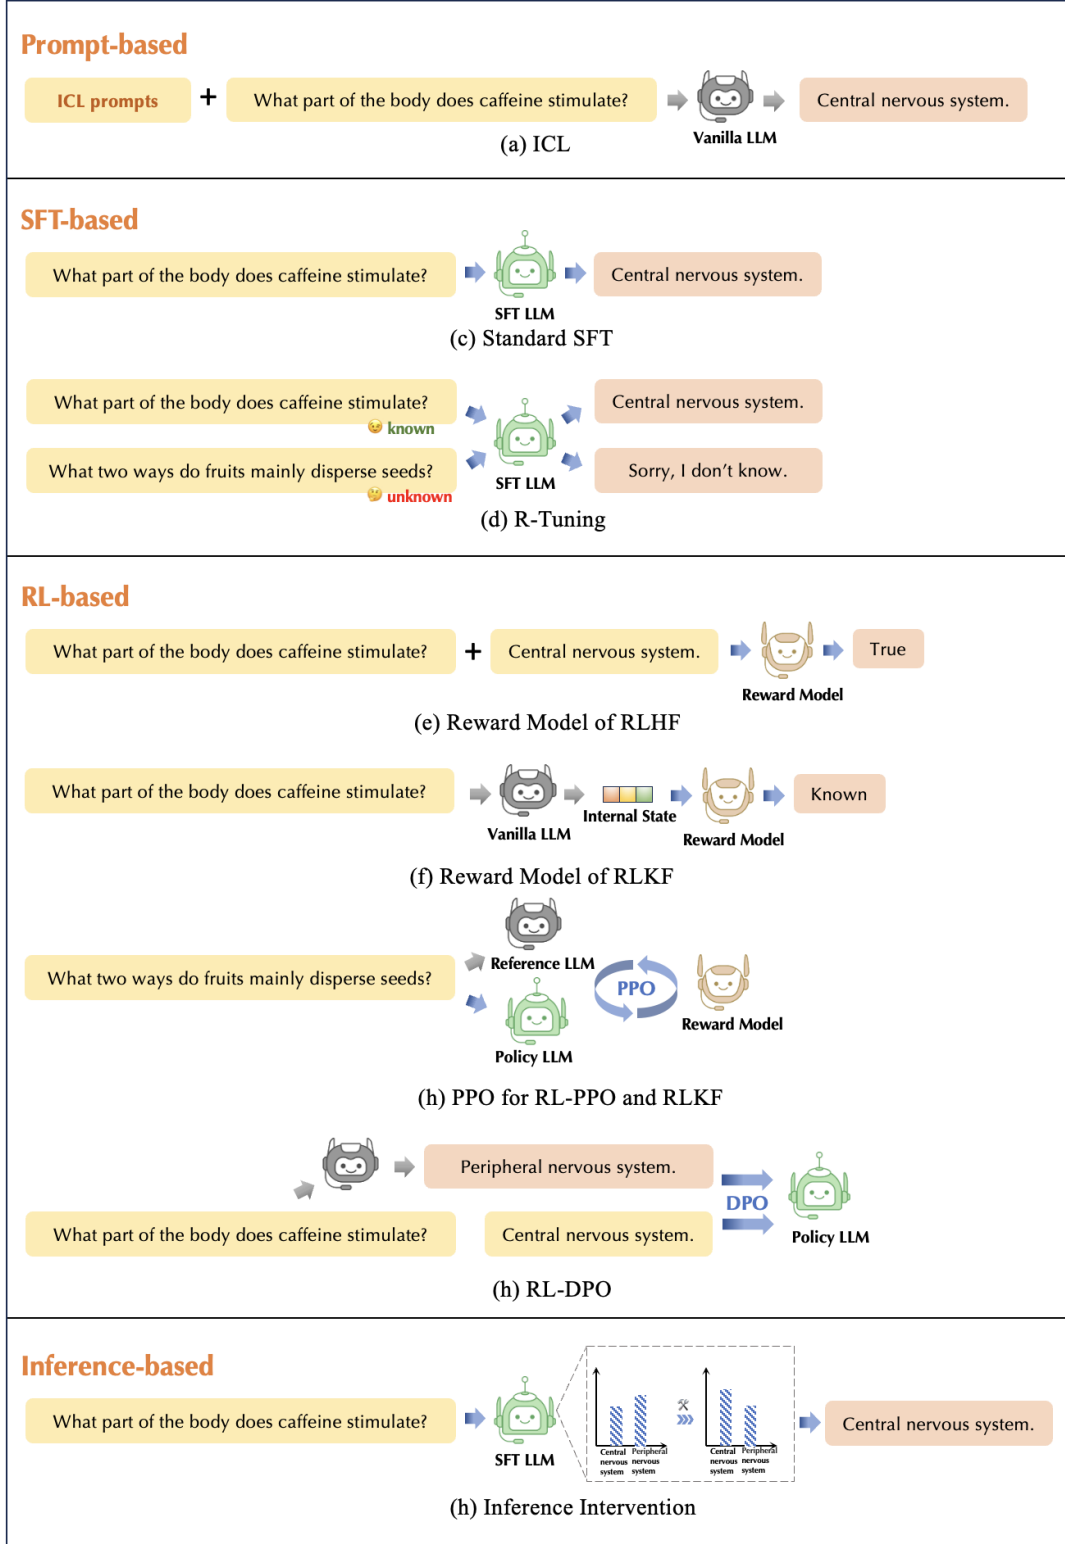 Prompt-based
ICL prompts + What part of the body does caffeine stimulate? Central nervous system.
Vanilla LLM
(a) ICL
SFT-based
What part of the body does caffeine stimulate? Central nervous system.
SFT LLM
(c) Standard SFT
What part of the body does caffeine stimulate? Central nervous system.
known
What two ways do fruits mainly disperse seeds? Sorry, I don't know.
SFT LLM
unknown
(d) R-Tuning
RL-based
What part of the body does caffeine stimulate? + Central nervous system. True
Reward Model
(e) Reward Model of RLHF
What part of the body does caffeine stimulate? Known
Internal State
Vanilla LLM
Reward Model
(f) Reward Model of RLKF
Reference LLM
What two ways do fruits mainly disperse seeds?
PPO
Reward Model
Policy LLM
(h) PPO for RL-PPO and RLKF
Peripheral nervous system.
DPO
What part of the body does caffeine stimulate? Central nervous system.
Policy LLM
(h) RL-DPO
Inference-based
What part of the body does caffeine stimulate? Central nervous system.
SFT LLM
Central
nervous
system
Peripheral
nervous
system
Central
nervous
system
Peripheral
nervous
system
(h) Inference Intervention